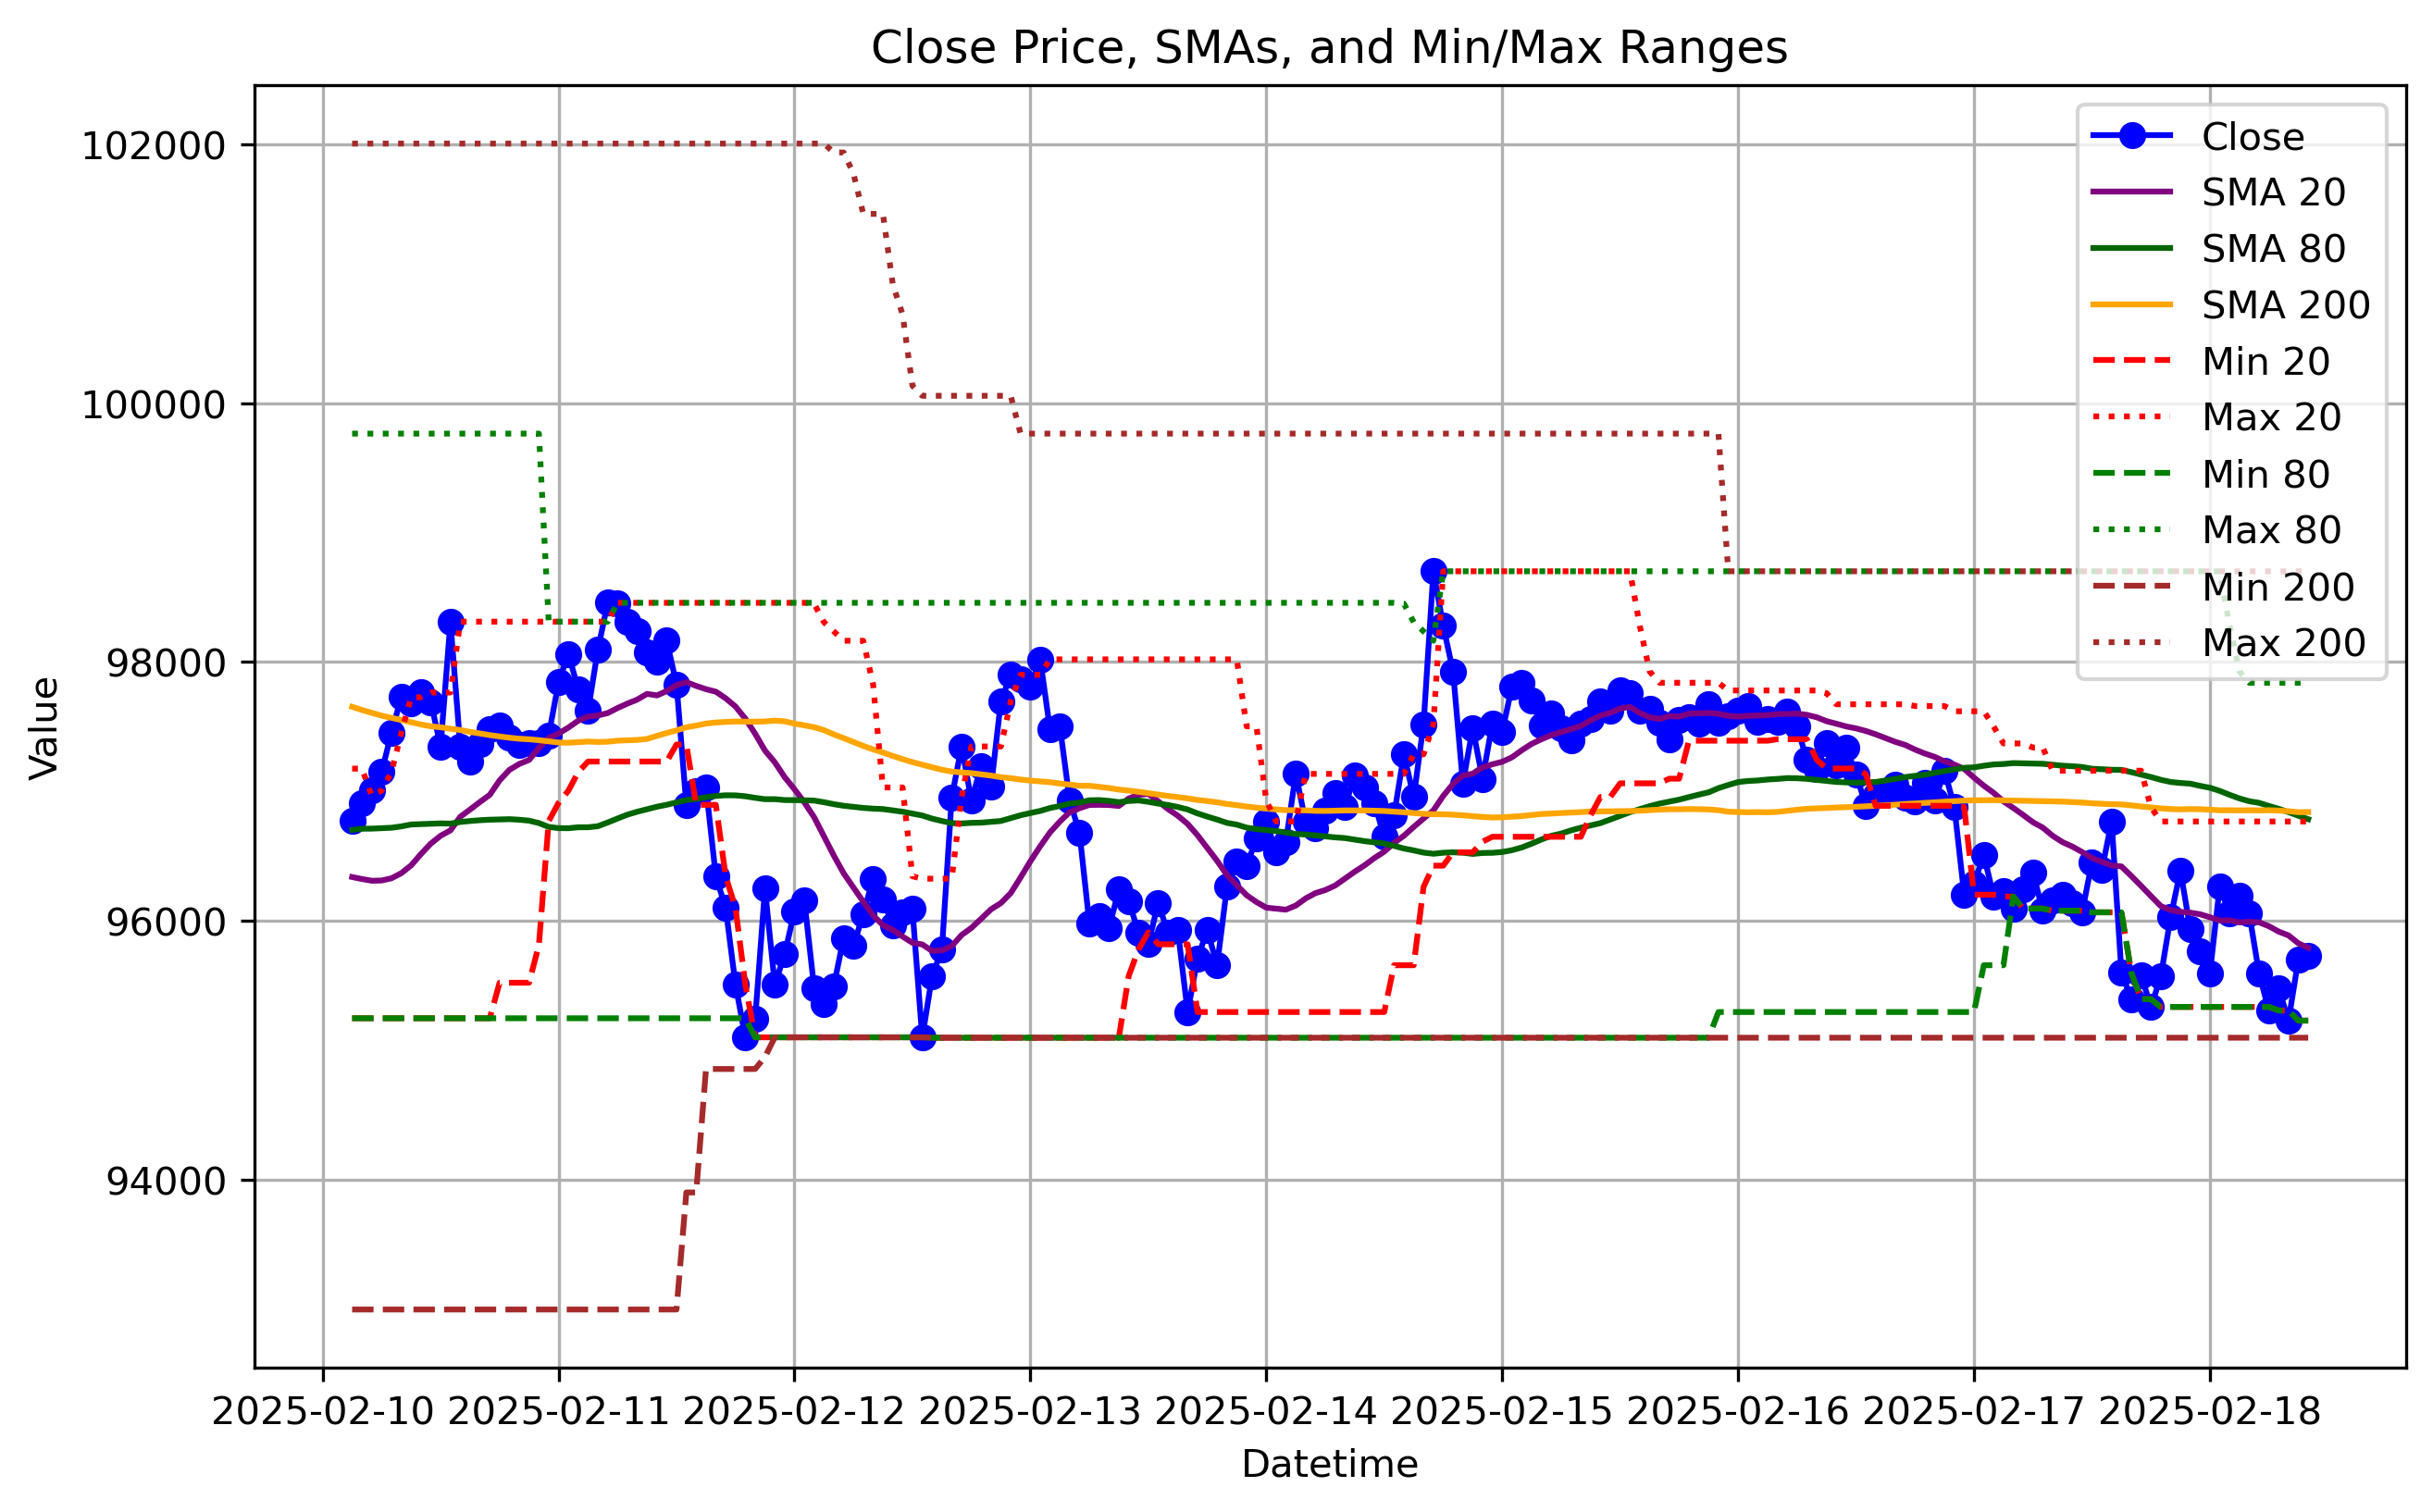 Close Price, SMAs, and Min/Max Ranges
Close
SMA 20
SMA 80
SMA 200
Min 20
Max 20
Min 80
Max 80
Min 200
Max 200
Value
102000
100000
98000
96000
94000
2025-02-10 2025-02-11 2025-02-12 2025-02-13 2025-02-14 2025-02-15 2025-02-16 2025-02-17 2025-02-18
Datetime